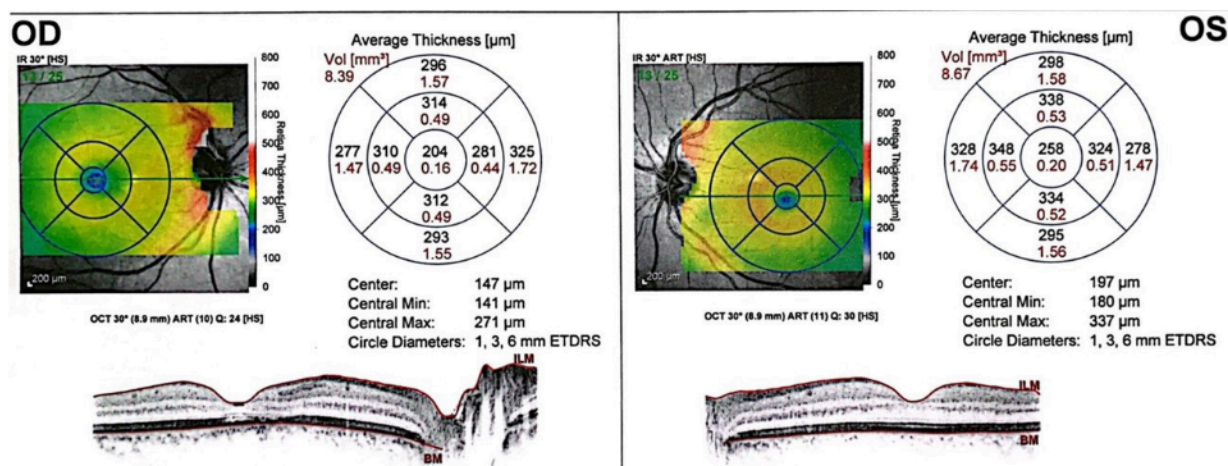 OD
IR 30° [HS]
13 / 25
800
700
600
500
400
300
200
100
0
Retina Thickness [µm]
200 µm
OCT 30° (8.9 mm) ART (10) Q: 24 [HS]
Average Thickness [µm]
Vol [mm³]
8.39
296
1.57
314
0.49
277 310 204 281 325
1.47 0.49 0.16 0.44 1.72
312
0.49
293
1.55
Center: 147 µm
Central Min: 141 µm
Central Max: 271 µm
Circle Diameters: 1, 3, 6 mm ETDRS
ILM
BM
OS
IR 30° ART [HS]
13 / 25
800
700
600
500
400
300
200
100
0
Retina Thickness [µm]
200 µm
OCT 30° (8.9 mm) ART (11) Q: 30 [HS]
Average Thickness [µm]
Vol [mm³]
8.67
298
1.58
338
0.53
328 348 258 324 278
1.74 0.55 0.20 0.51 1.47
334
0.52
295
1.56
Center: 197 µm
Central Min: 180 µm
Central Max: 337 µm
Circle Diameters: 1, 3, 6 mm ETDRS
ILM
BM